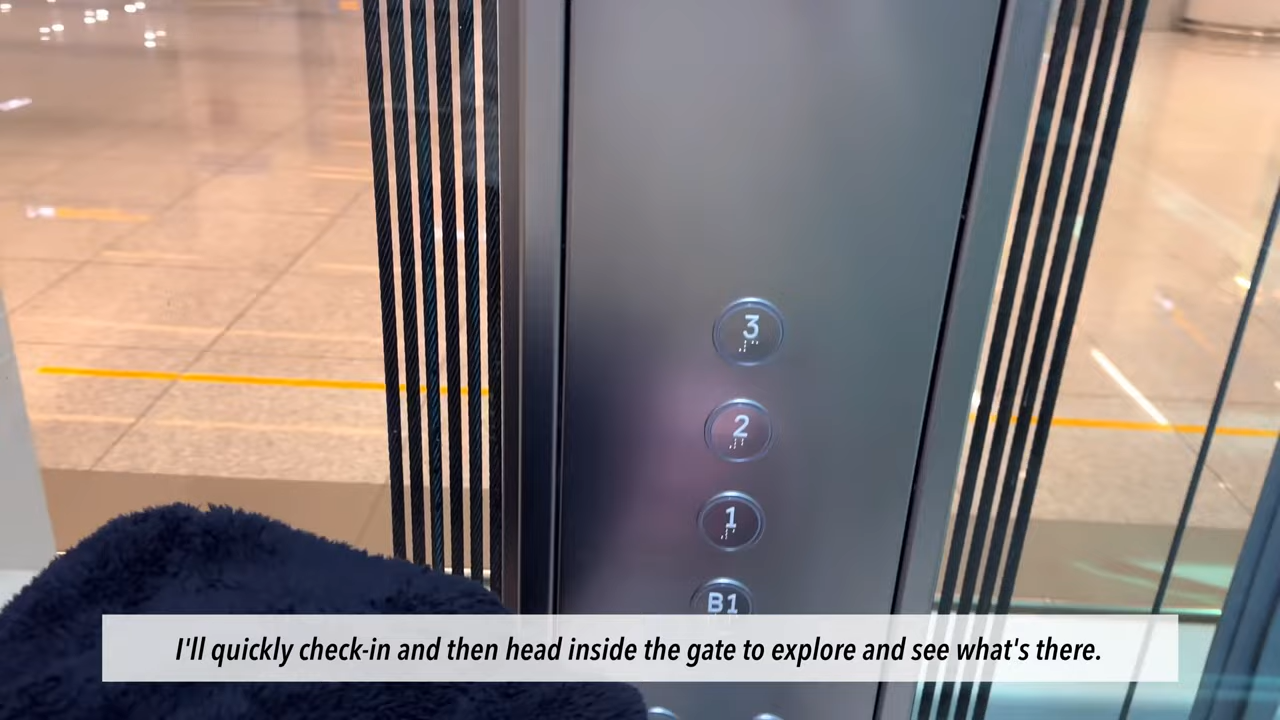 3
2
1
B1
I'll quickly check-in and then head inside the gate to explore and see what's there.